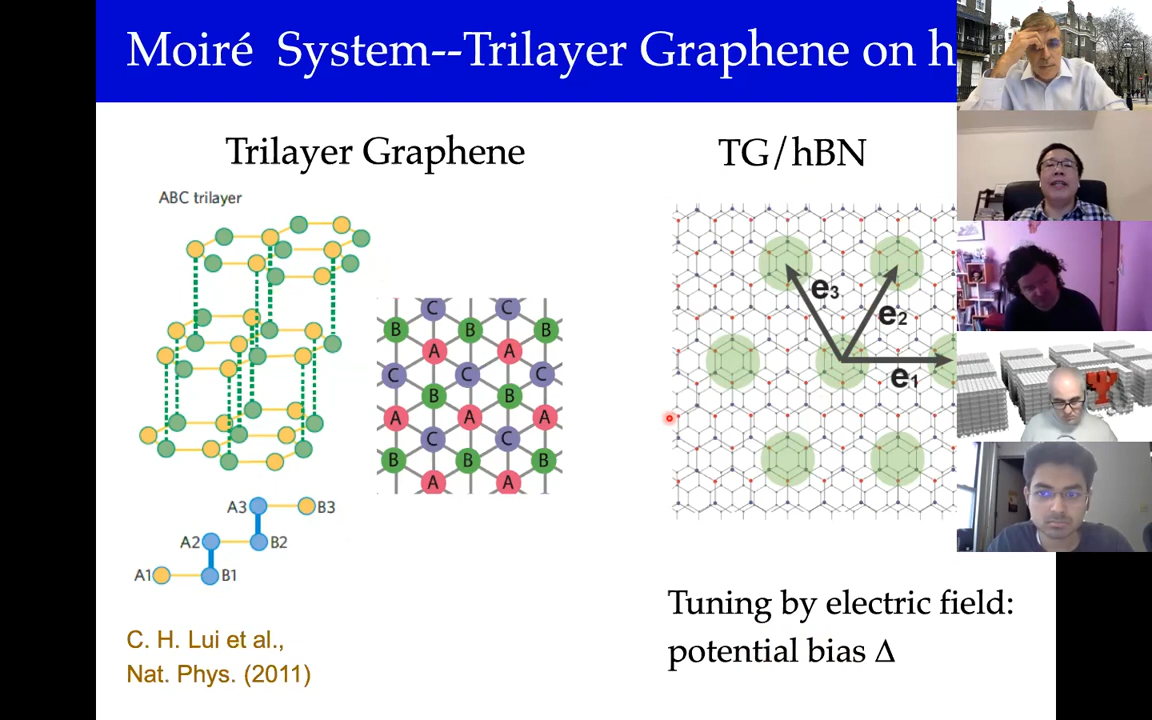 Moiré System--Trilayer Graphene on h
Trilayer Graphene
TG/hBN
ABC trilayer
C C
B B B
A A
C C C
B B
A A A
C C
B B B
A A
e3
e2
e1
A3 B3
A2 B2
A1 B1
Tuning by electric field:
potential bias Δ
C. H. Lui et al.,
Nat. Phys. (2011)